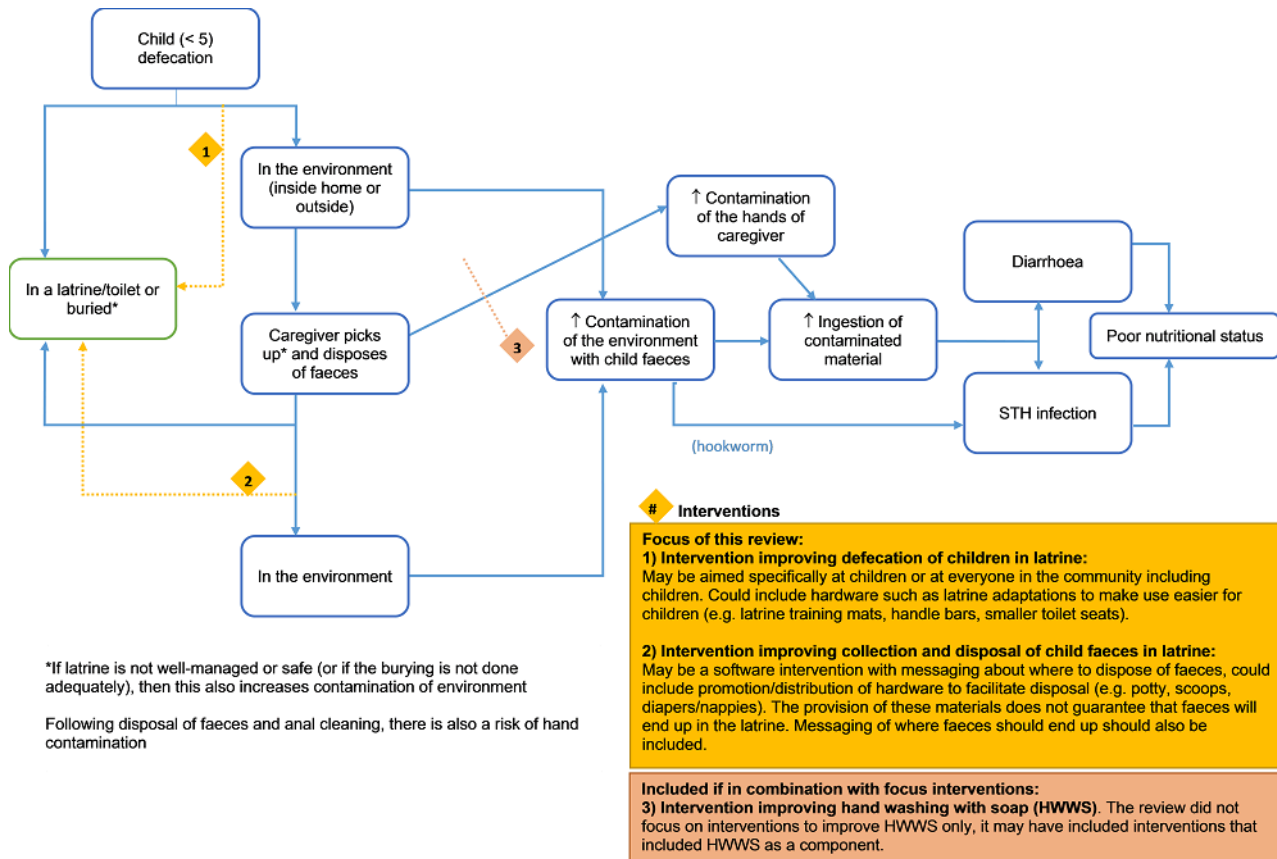 Child (< 5)
defecation
1
In the environment
(inside home or
outside)
↑ Contamination
of the hands of
caregiver
In a latrine/toilet or
buried*
Caregiver picks
up* and disposes
of faeces
3
↑ Contamination
of the environment
with child faeces
↑ Ingestion of
contaminated
material
Diarrhoea
Poor nutritional status
STH infection
(hookworm)
2
In the environment
*If latrine is not well-managed or safe (or if the burying is not done
adequately), then this also increases contamination of environment
Following disposal of faeces and anal cleaning, there is also a risk of hand
contamination
# Interventions
Focus of this review:
1) Intervention improving defecation of children in latrine:
May be aimed specifically at children or at everyone in the community including
children. Could include hardware such as latrine adaptations to make use easier for
children (e.g. latrine training mats, handle bars, smaller toilet seats).
2) Intervention improving collection and disposal of child faeces in latrine:
May be a software intervention with messaging about where to dispose of faeces, could
include promotion/distribution of hardware to facilitate disposal (e.g. potty, scoops,
diapers/nappies). The provision of these materials does not guarantee that faeces will
end up in the latrine. Messaging of where faeces should end up should also be
included.
Included if in combination with focus interventions:
3) Intervention improving hand washing with soap (HWWS). The review did not
focus on interventions to improve HWWS only, it may have included interventions that
included HWWS as a component.